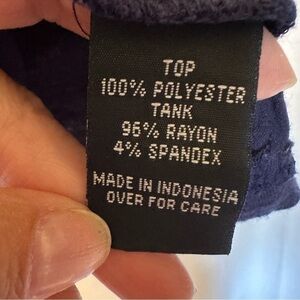 TOP
100% POLYESTER
TANK
96% RAYON
4% SPANDEX
MADE IN INDONESIA
OVER FOR CARE